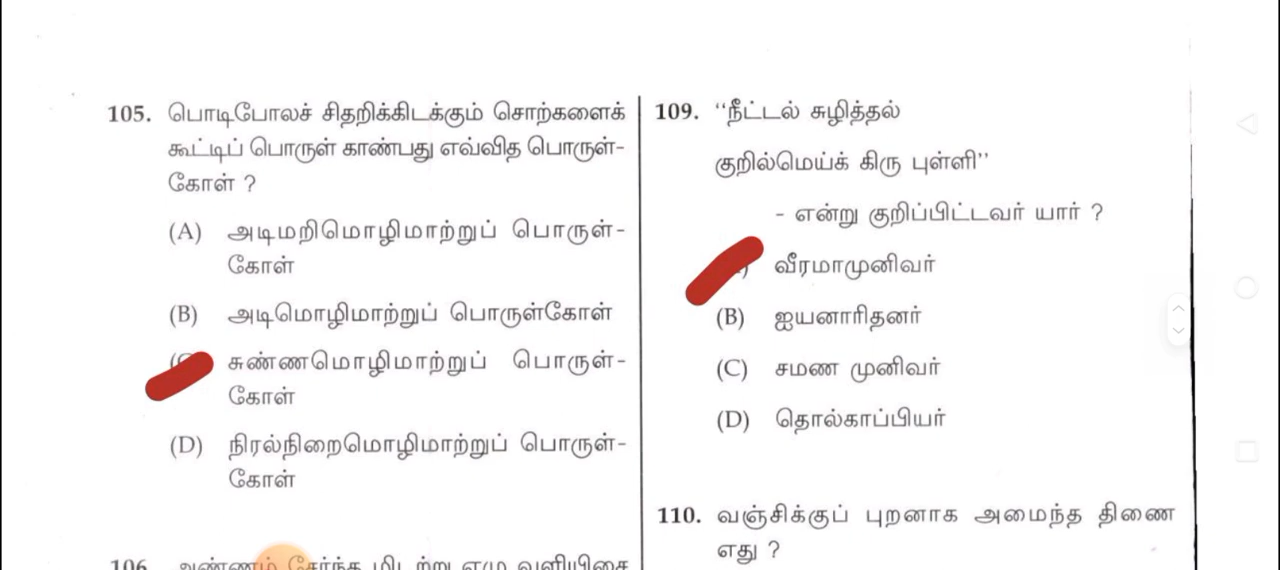 105. பொடிபோலச் சிதறிக்கிடக்கும் சொற்களைக்
கூட்டிப் பொருள் காண்பது எவ்வித பொருள்-
கோள் ?
(A) அடிமறிமொழிமாற்றுப் பொருள்-
கோள்
(B) அடிமொழிமாற்றுப் பொருள்கோள்
சுண்ணமொழிமாற்றுப் பொருள்-
கோள்
(D) நிரல்நிறைமொழிமாற்றுப் பொருள்-
கோள்
106
109. "நீட்டல் சுழித்தல்
குறில்மெய்க் கிரு புள்ளி"
- என்று குறிப்பிட்டவர் யார் ?
வீரமாமுனிவர்
(B) ஐயனாரிதனர்
(C) சமண முனிவர்
(D) தொல்காப்பியர்
110. வஞ்சிக்குப் புறனாக அமைந்த திணை
எது ?